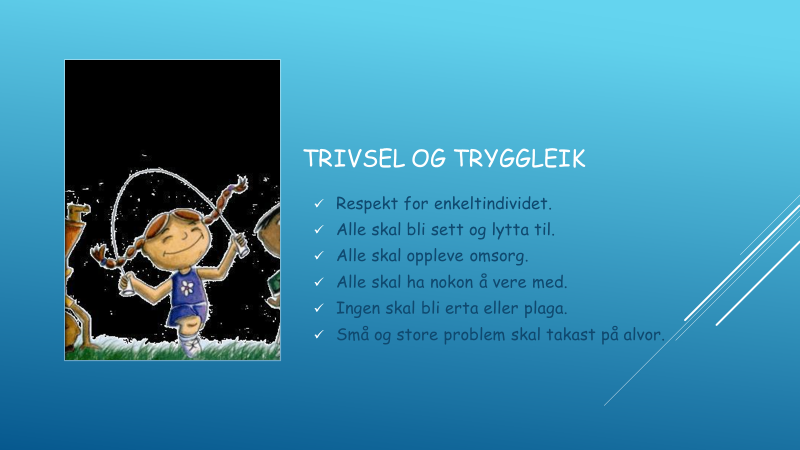 TRIVSEL OG TRYGGLEIK
Respekt for enkeltindividet.
Alle skal bli sett og lytta til.
Alle skal oppleve omsorg.
Alle skal ha nokon å vere med.
Ingen skal bli erta eller plaga.
Små og store problem skal takast på alvor.